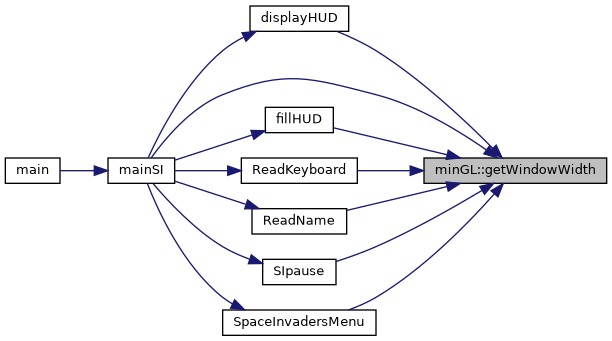 displayHUD
fillHUD
main
mainSI
ReadKeyboard
minGL::getWindowWidth
ReadName
SIpause
SpaceInvadersMenu